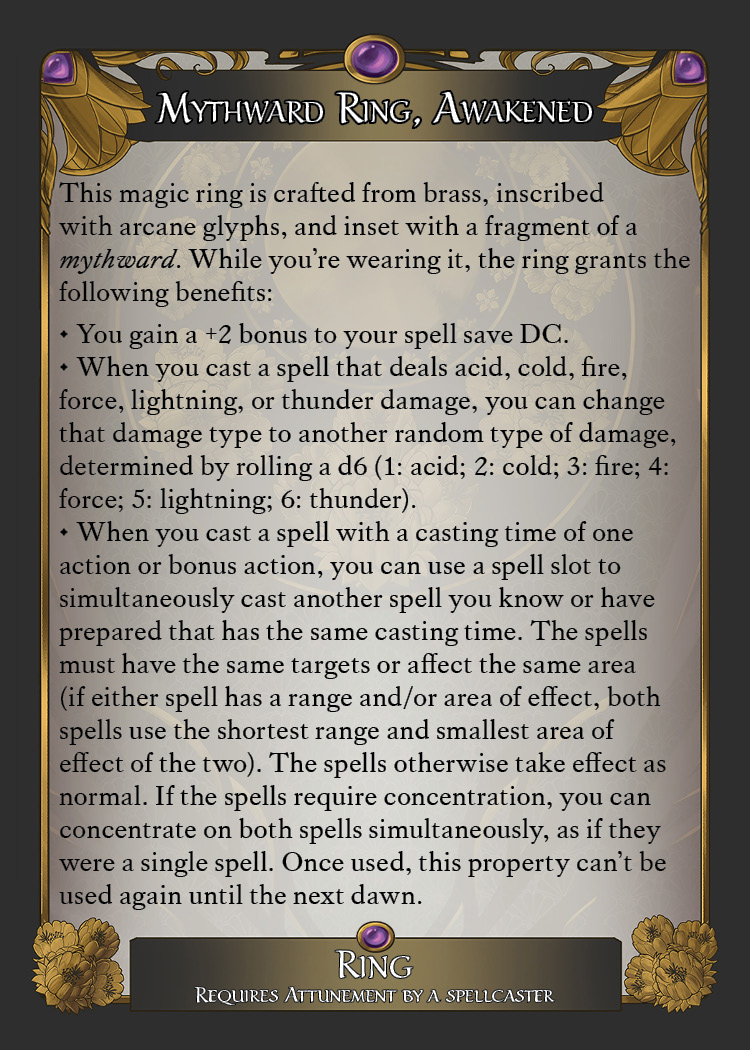 Mythward Ring, Awakened
This magic ring is crafted from brass, inscribed
with arcane glyphs, and inset with a fragment of a
mythward. While you're wearing it, the ring grants the
following benefits:
• You gain a +2 bonus to your spell save DC.
• When you cast a spell that deals acid, cold, fire,
force, lightning, or thunder damage, you can change
that damage type to another random type of damage,
determined by rolling a d6 (1: acid; 2: cold; 3: fire; 4:
force; 5: lightning; 6: thunder).
• When you cast a spell with a casting time of one
action or bonus action, you can use a spell slot to
simultaneously cast another spell you know or have
prepared that has the same casting time. The spells
must have the same targets or affect the same area
(if either spell has a range and/or area of effect, both
spells use the shortest range and smallest area of
effect of the two). The spells otherwise take effect as
normal. If the spells require concentration, you can
concentrate on both spells simultaneously, as if they
were a single spell. Once used, this property can't be
used again until the next dawn.
Ring
Requires Attunement by a spellcaster